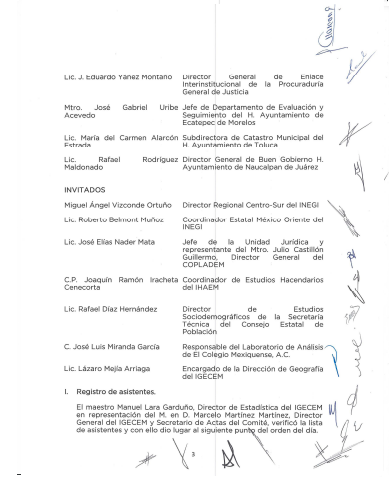 Lic. J. Eduardo Yáñez Montaño Director General de Enlace
Interinstitucional de la Procuraduría
General de Justicia
Mtro. José Gabriel Uribe Jefe de Departamento de Evaluación y
Acevedo Seguimiento del H. Ayuntamiento de
Ecatepec de Morelos
Lic. María del Carmen Alarcón Subdirectora de Catastro Municipal del
Estrada H. Ayuntamiento de Toluca
Lic. Rafael Rodríguez Director General de Buen Gobierno H.
Maldonado Ayuntamiento de Naucalpan de Juárez
INVITADOS
Miguel Ángel Vizconde Ortuño Director Regional Centro-Sur del INEGI
Lic. Roberto Belmont Muñoz Coordinador Estatal México Oriente del
INEGI
Lic. José Elías Nader Mata Jefe de la Unidad Jurídica y
representante del Mtro. Julio Castillón
Guillermo, Director General del
COPLADEM
C.P. Joaquín Ramón Iracheta Coordinador de Estudios Hacendarios
Cenecorta del IHAEM
Lic. Rafael Díaz Hernández Director de Estudios
Sociodemográficos de la Secretaría
Técnica del Consejo Estatal de
Población
C. José Luis Miranda García Responsable del Laboratorio de Análisis
de El Colegio Mexiquense, A.C.
Lic. Lázaro Mejía Arriaga Encargado de la Dirección de Geografía
del IGECEM
I. Registro de asistentes.
El maestro Manuel Lara Garduño, Director de Estadística del IGECEM
en representación del M. en D. Marcelo Martínez Martínez, Director
General del IGECEM y Secretario de Actas del Comité, verificó la lista
de asistentes y con ello dio lugar al siguiente punto del orden del día.
3